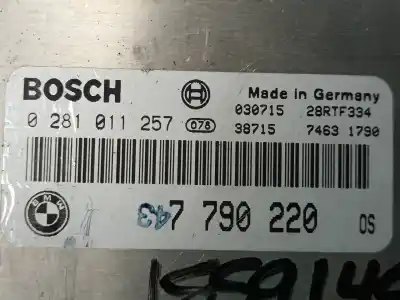 BOSCH
Made in Germany
030715 28RTF334
0 281 011 257 078
38715 7463 1790
BMW
43
7 790 220 OS